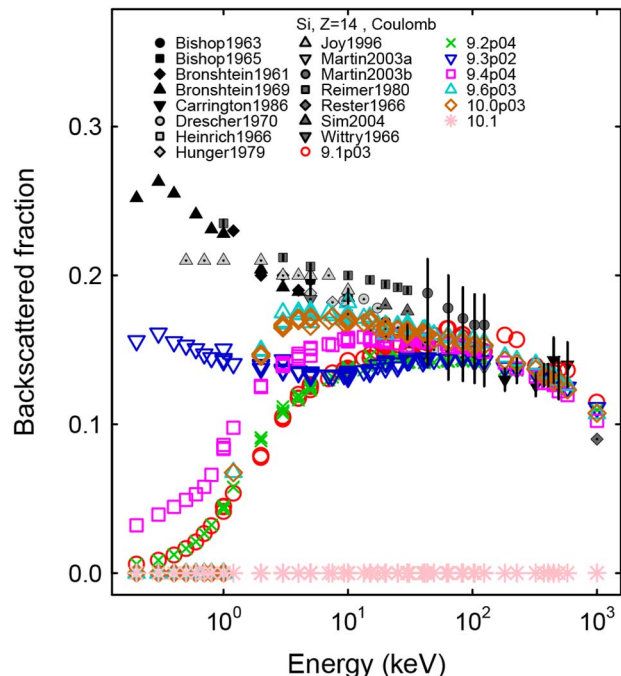 Si, Z=14 , Coulomb
Bishop1963
Bishop1965
Bronshtein1961
Bronshtein1969
Carrington1986
Drescher1970
Heinrich1966
Hunger1979
Joy1996
Martin2003a
Martin2003b
Reimer1980
Rester1966
Sim2004
Wittry1966
9.1p03
9.2p04
9.3p02
9.4p04
9.6p03
10.0p03
10.1
Backscattered fraction
0.3
0.2
0.1
0.0
10⁰ 10¹ 10² 10³
Energy (keV)